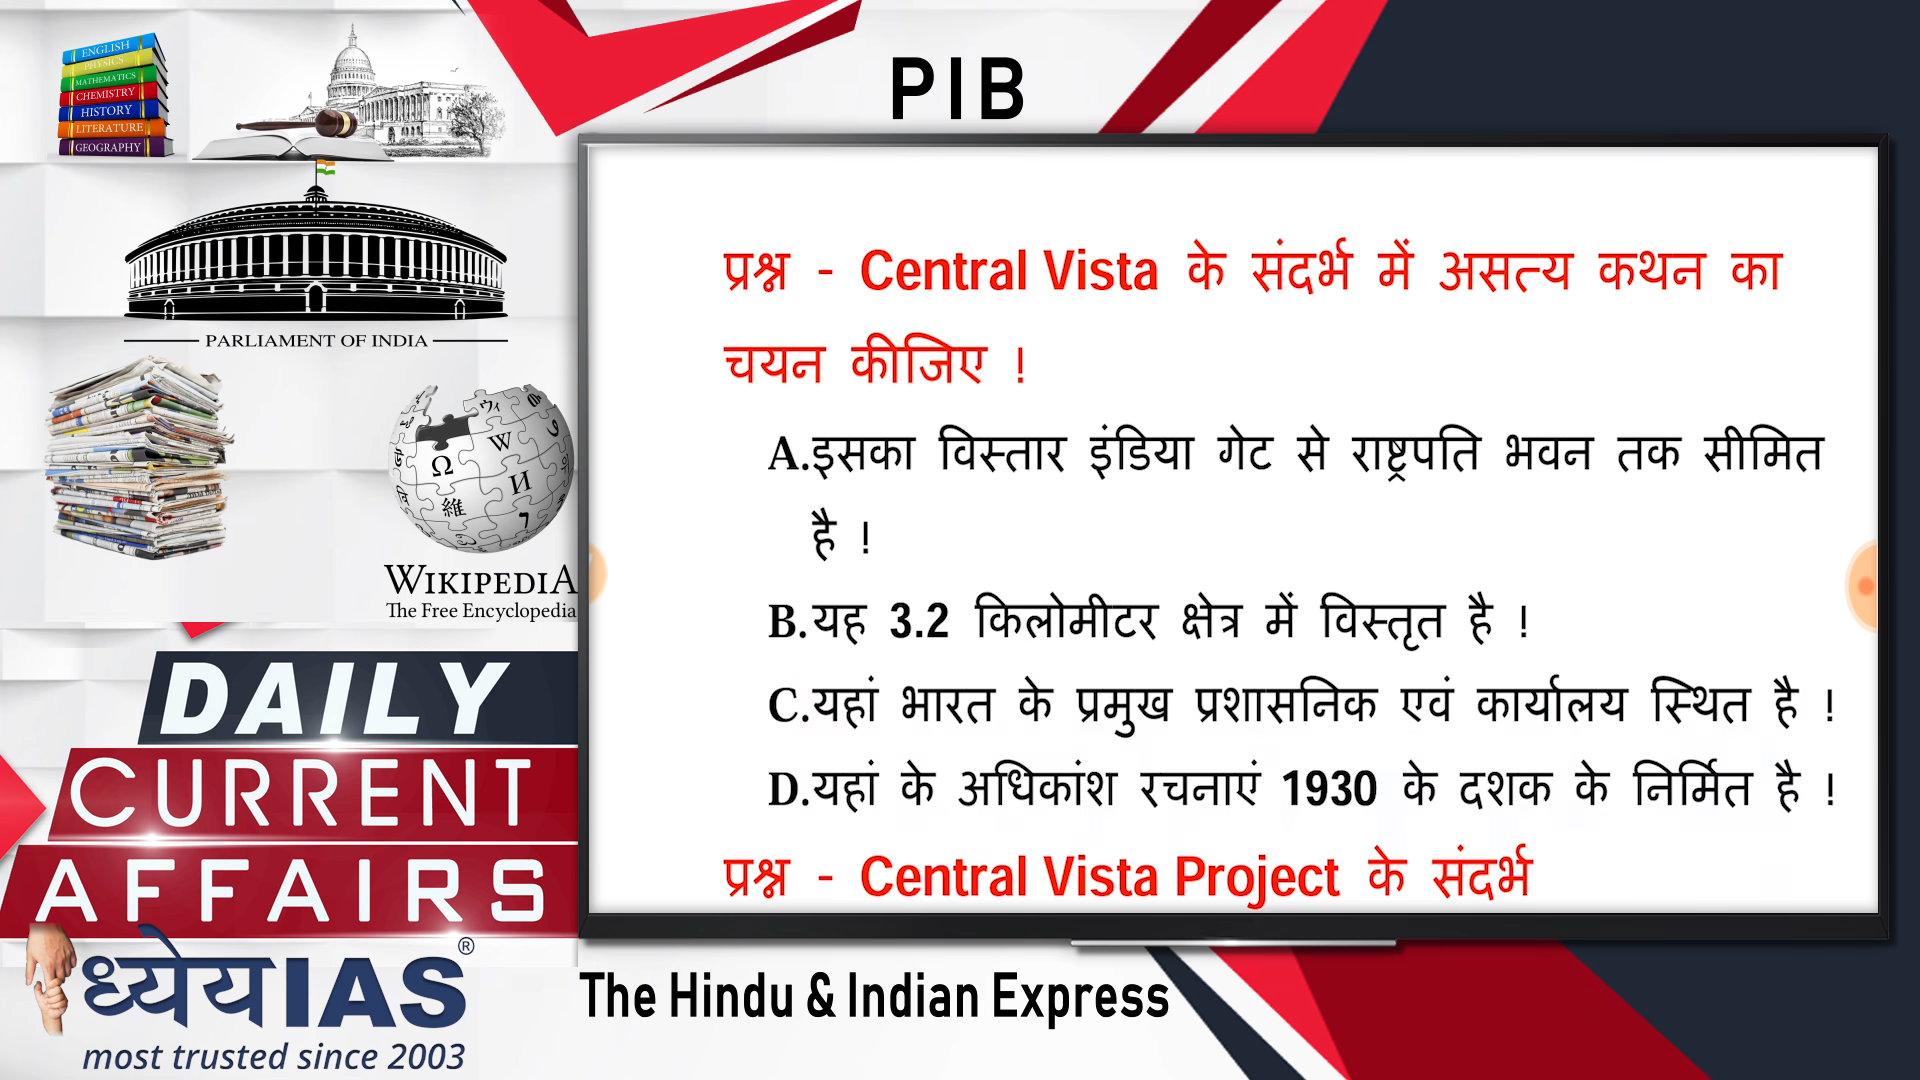 ENGLISH
PHYSICS
MATHEMATICS
CHEMISTRY
HISTORY
LITERATURE
GEOGRAPHY
PARLIAMENT OF INDIA
WIKIPEDIA
The Free Encyclopedia
DAILY
CURRENT
AFFAIRS
ध्येयIAS®
most trusted since 2003
PIB
प्रश्न - Central Vista के संदर्भ में असत्य कथन का
चयन कीजिए !
A.इसका विस्तार इंडिया गेट से राष्ट्रपति भवन तक सीमित
है !
B.यह 3.2 किलोमीटर क्षेत्र में विस्तृत है !
C.यहां भारत के प्रमुख प्रशासनिक एवं कार्यालय स्थित है !
D.यहां के अधिकांश रचनाएं 1930 के दशक के निर्मित है !
प्रश्न - Central Vista Project के संदर्भ
The Hindu & Indian Express